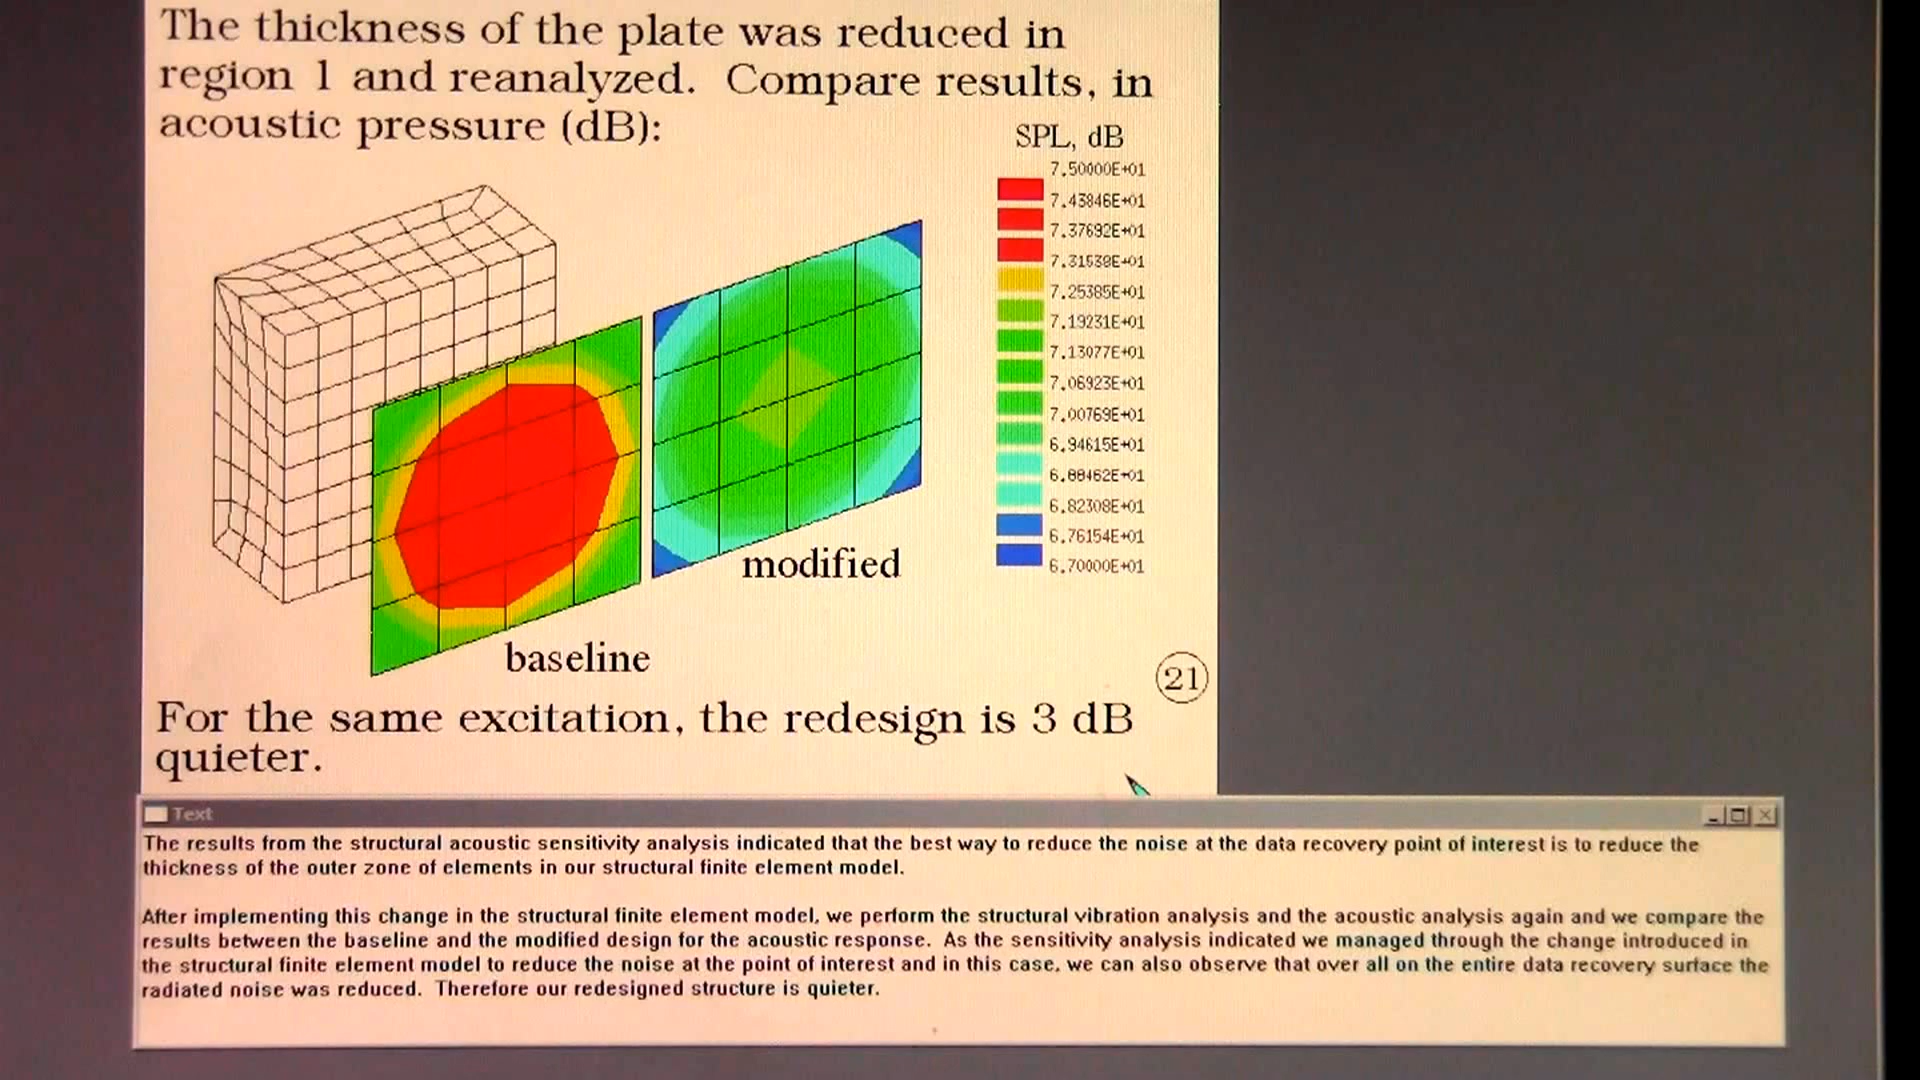 The thickness of the plate was reduced in
region 1 and reanalyzed. Compare results, in
acoustic pressure (dB):
SPL, dB
7.50000E+01
7.43846E+01
7.37692E+01
7.31538E+01
7.25385E+01
7.19231E+01
7.13077E+01
7.06923E+01
7.00769E+01
6.94615E+01
6.88462E+01
6.82308E+01
6.76154E+01
6.70000E+01
modified
baseline
21
For the same excitation, the redesign is 3 dB
quieter.
Text
The results from the structural acoustic sensitivity analysis indicated that the best way to reduce the noise at the data recovery point of interest is to reduce the
thickness of the outer zone of elements in our structural finite element model.
After implementing this change in the structural finite element model, we perform the structural vibration analysis and the acoustic analysis again and we compare the
results between the baseline and the modified design for the acoustic response. As the sensitivity analysis indicated we managed through the change introduced in
the structural finite element model to reduce the noise at the point of interest and in this case, we can also observe that over all on the entire data recovery surface the
radiated noise was reduced. Therefore our redesigned structure is quieter.